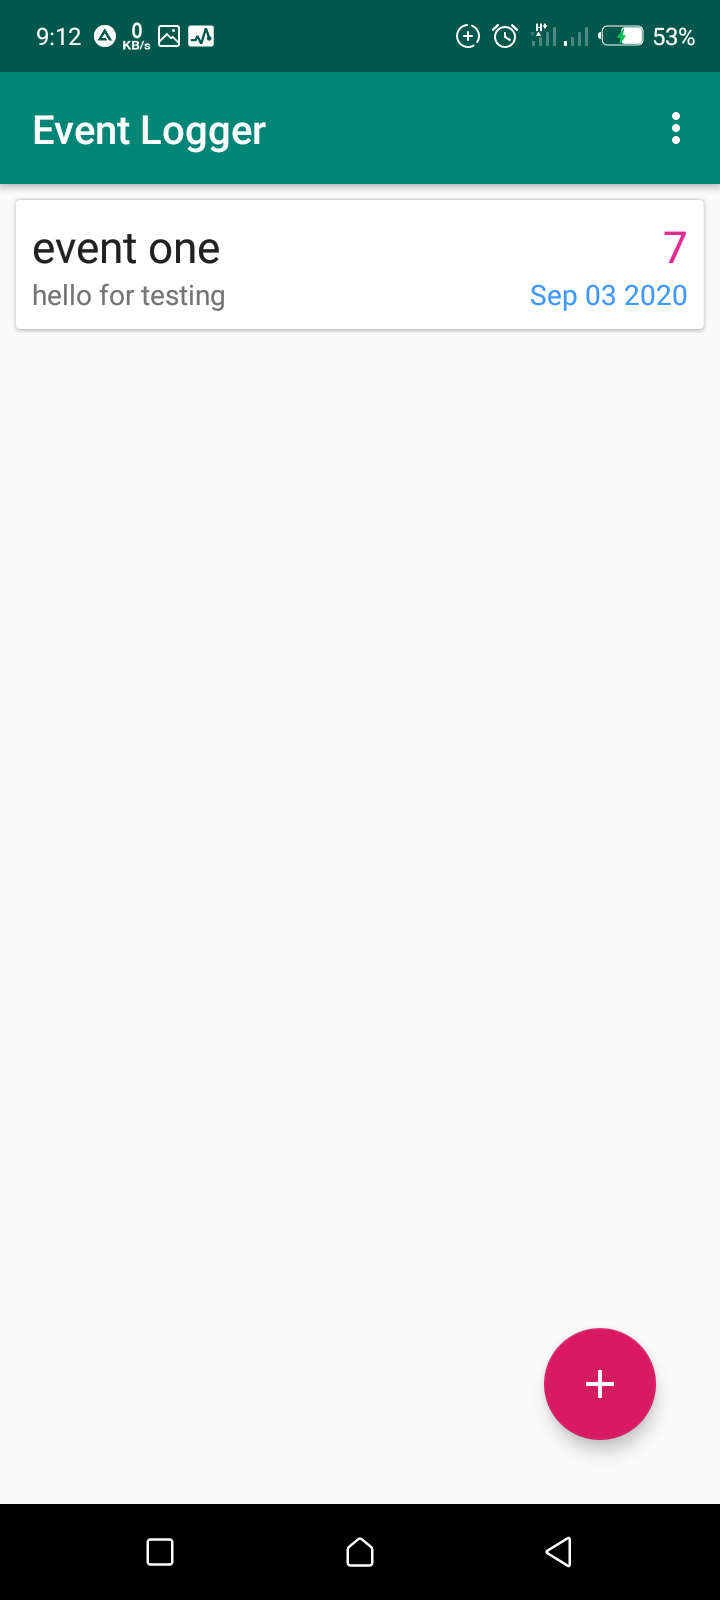 9:12 0 KB/s H+ 53%
Event Logger
event one 7
hello for testing Sep 03 2020